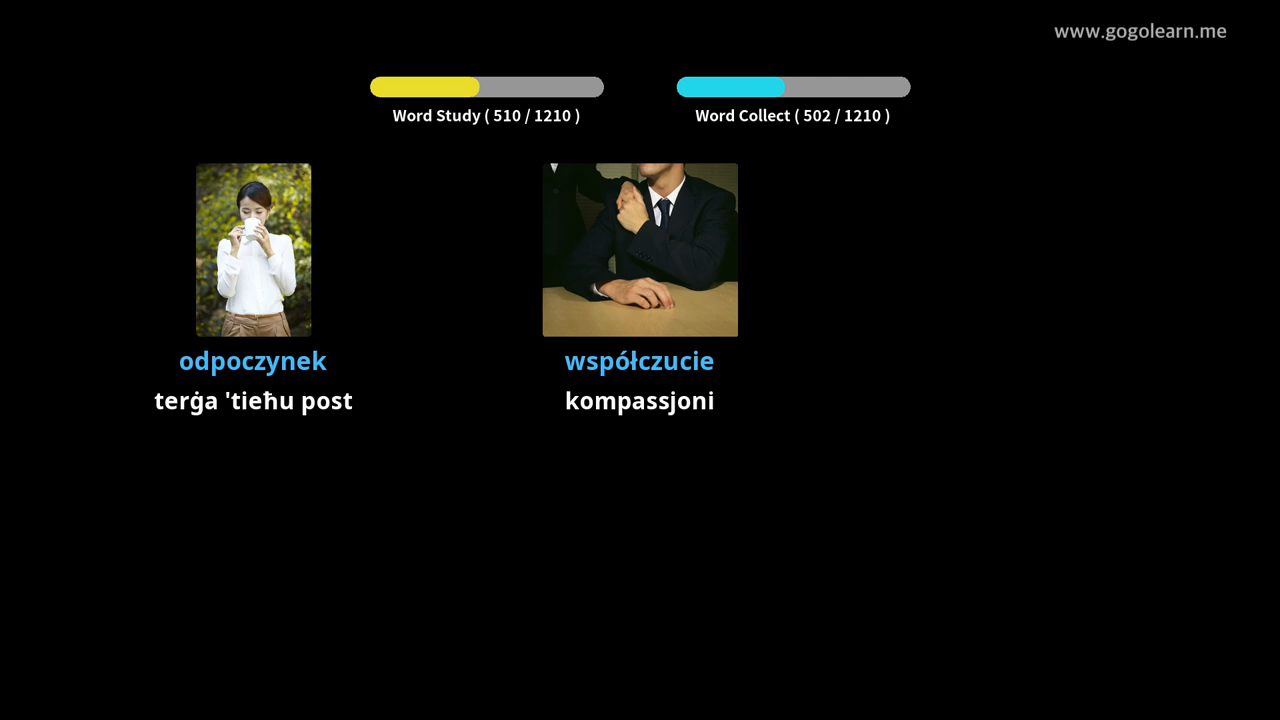 www.gogolearn.me
Word Study ( 510 / 1210 )
Word Collect ( 502 / 1210 )
odpoczynek
terġa 'tieħu post
współczucie
kompassjoni